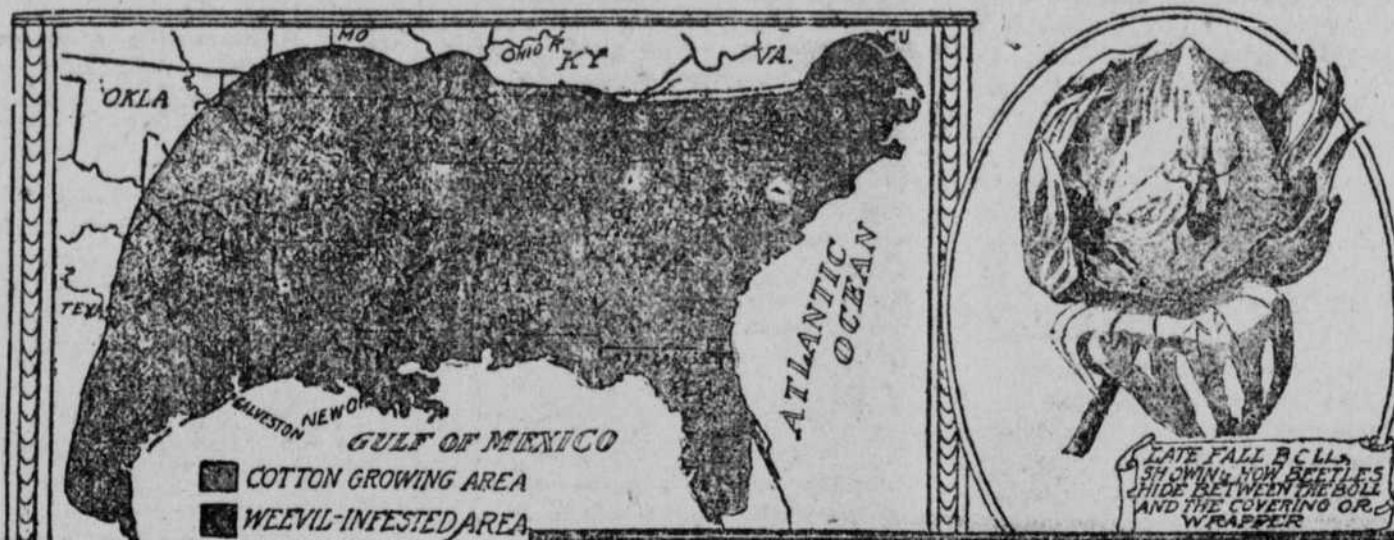 MO
OHIO R.
KY
VA.
OKLA
TEXAS
ATLANTIC
OCEAN
GALVESTON
NEW O
GULF OF MEXICO
COTTON GROWING AREA
WEEVIL-INFESTED AREA
LATE FALL BOLL,
SHOWING HOW BEETLES
HIDE BETWEEN THE BOLL
AND THE COVERING OR
WRAPPER